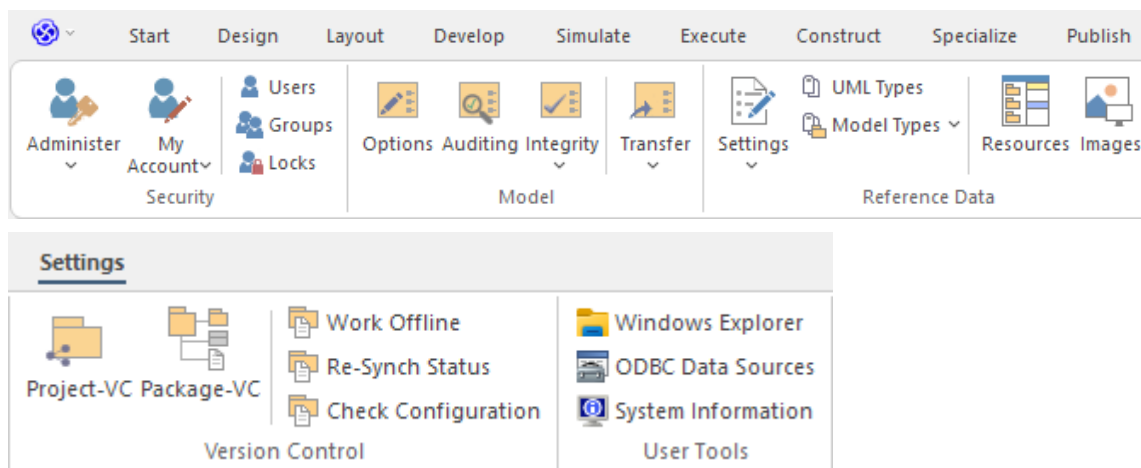 Start Design Layout Develop Simulate Execute Construct Specialize Publish
Administer
My Account
Users
Groups
Locks
Security
Options
Auditing
Integrity
Transfer
Model
Settings
UML Types
Model Types
Resources
Images
Reference Data
Settings
Project-VC
Package-VC
Work Offline
Re-Synch Status
Check Configuration
Version Control
Windows Explorer
ODBC Data Sources
System Information
User Tools